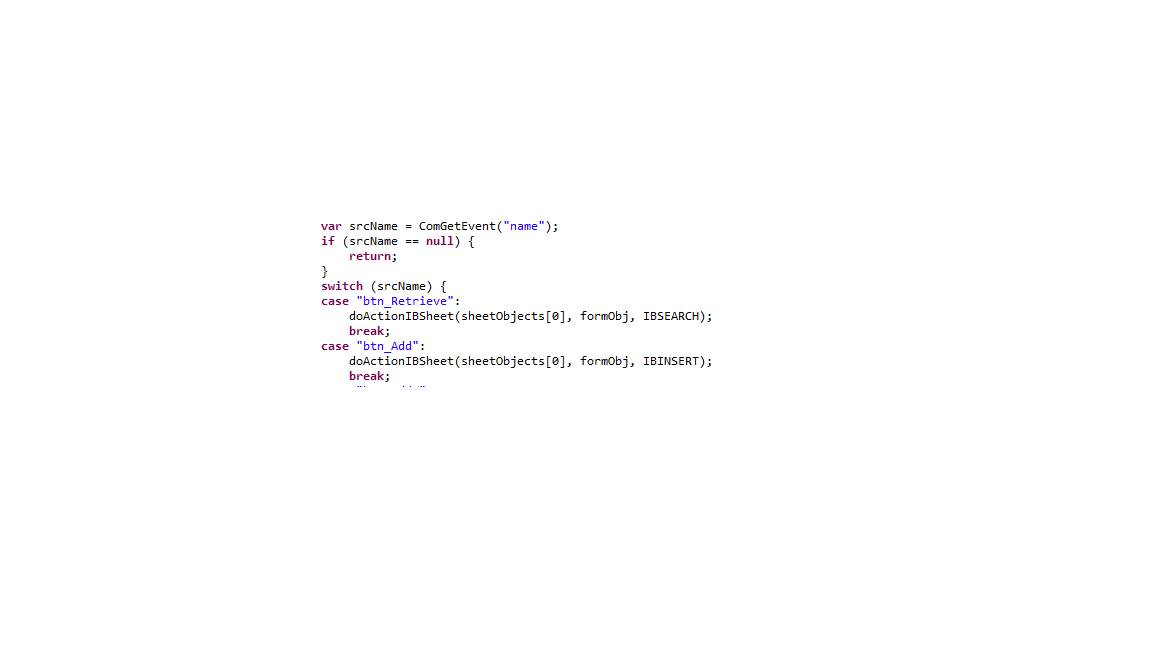 var srcName = ComGetEvent("name");
if (srcName == null) {
    return;
}
switch (srcName) {
case "btn_Retrieve":
    doActionIBSheet(sheetObjects[0], formObj, IBSEARCH);
    break;
case "btn_Add":
    doActionIBSheet(sheetObjects[0], formObj, IBINSERT);
    break;